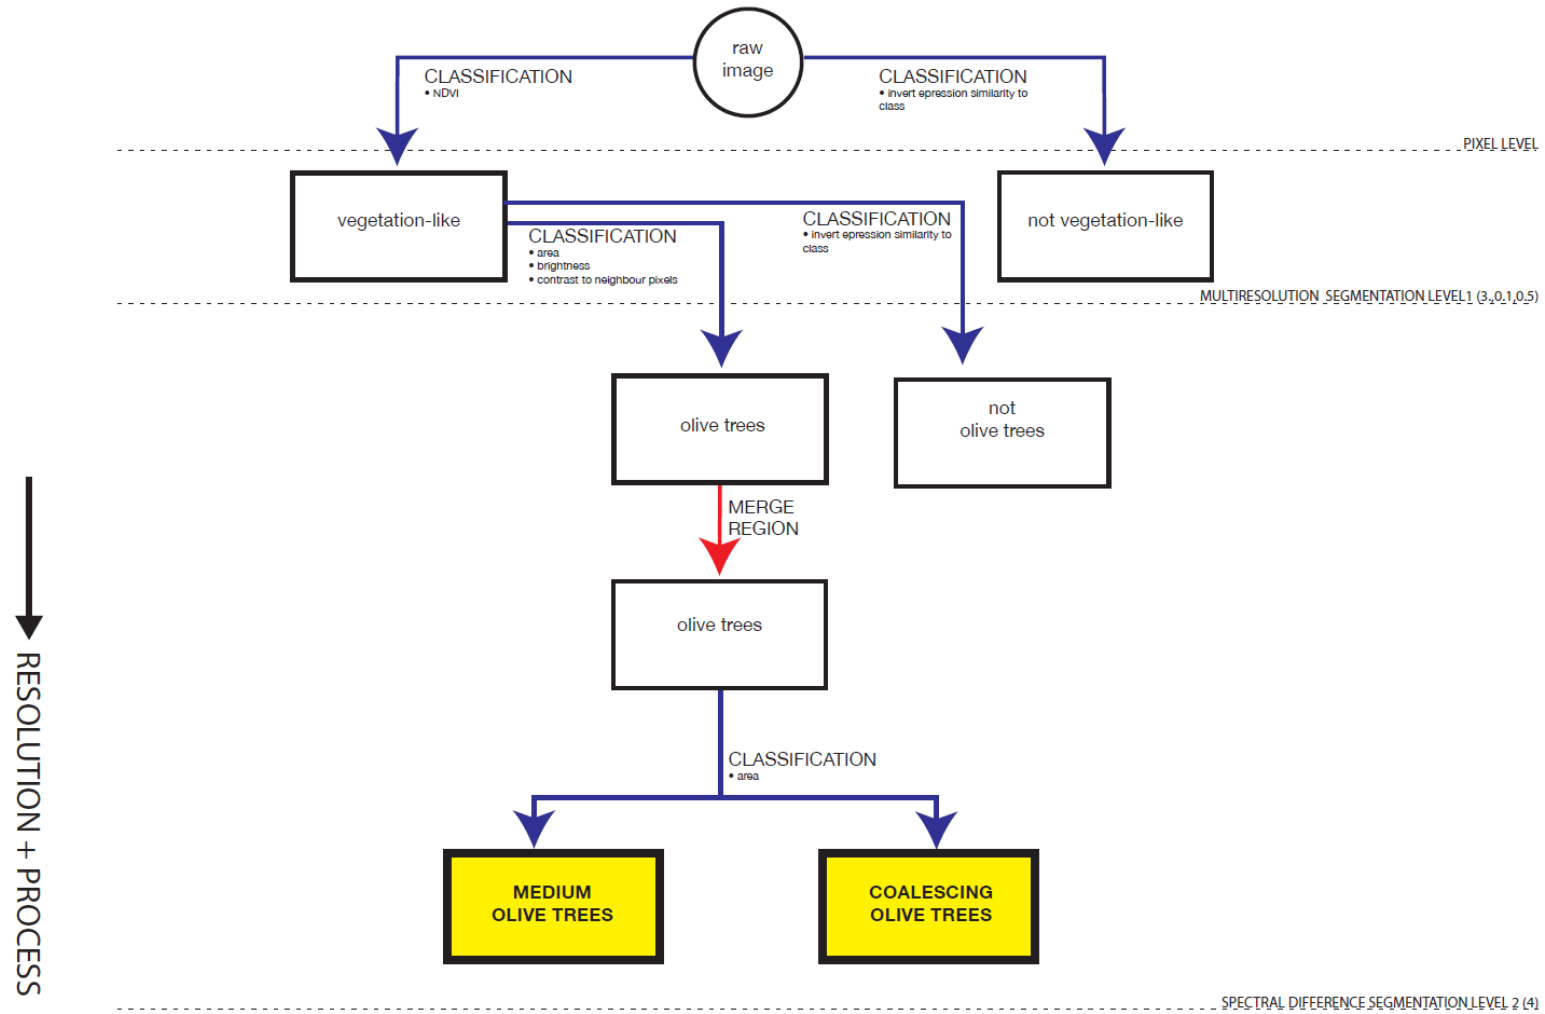 raw
image
CLASSIFICATION
• NDVI
CLASSIFICATION
• invert epression similarity to
class
PIXEL LEVEL
vegetation-like
CLASSIFICATION
• area
• brightness
• contrast to neighbour pixels
CLASSIFICATION
• invert epression similarity to
class
not vegetation-like
MULTIRESOLUTION SEGMENTATION LEVEL1 (3,,0.1,0.5)
olive trees
not
olive trees
MERGE
REGION
olive trees
CLASSIFICATION
• area
MEDIUM
OLIVE TREES
COALESCING
OLIVE TREES
RESOLUTION + PROCESS
SPECTRAL DIFFERENCE SEGMENTATION LEVEL 2 (4)